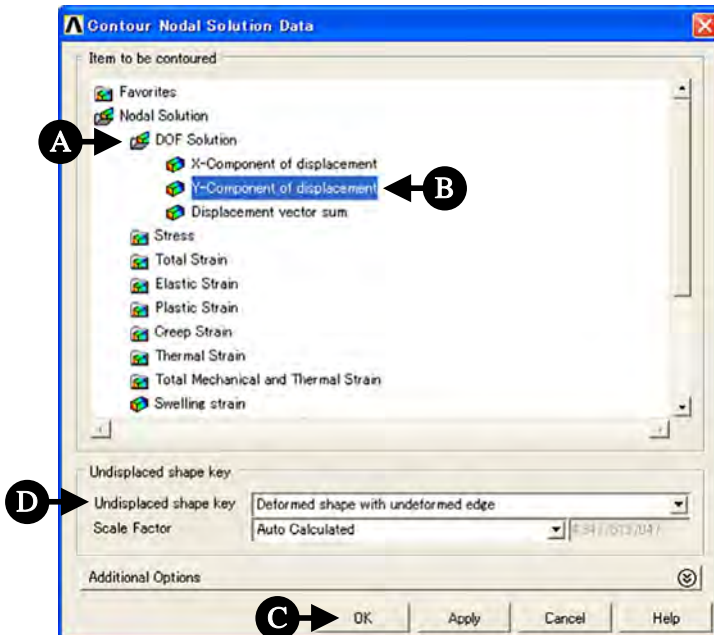 Contour Nodal Solution Data
Item to be contoured
Favorites
Nodal Solution
A
DOF Solution
X-Component of displacement
Y-Component of displacement
B
Displacement vector sum
Stress
Total Strain
Elastic Strain
Plastic Strain
Creep Strain
Thermal Strain
Total Mechanical and Thermal Strain
Swelling strain
Undisplaced shape key
D
Undisplaced shape key Deformed shape with undeformed edge
Scale Factor Auto Calculated
Additional Options
C
OK Apply Cancel Help